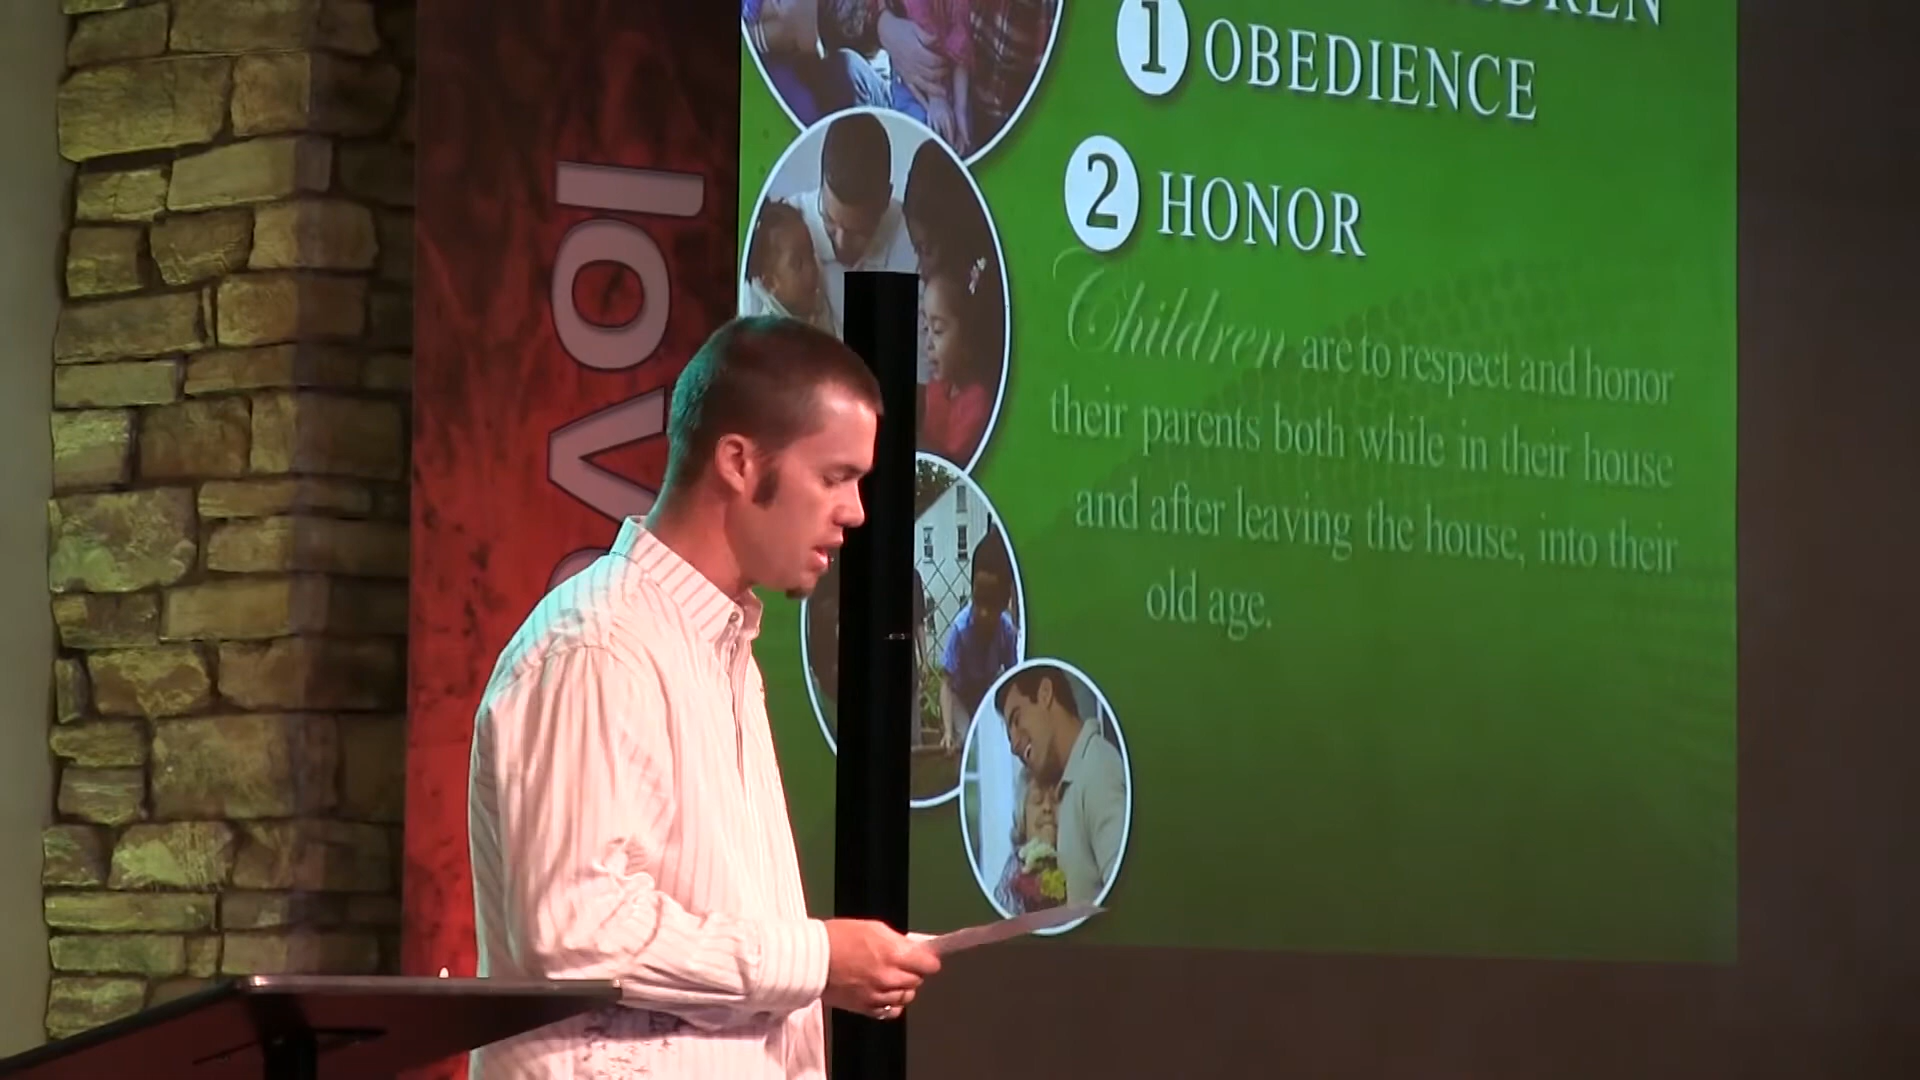 1 OBEDIENCE
2 HONOR
Children are to respect and honor
their parents both while in their house
and after leaving the house, into their
old age.